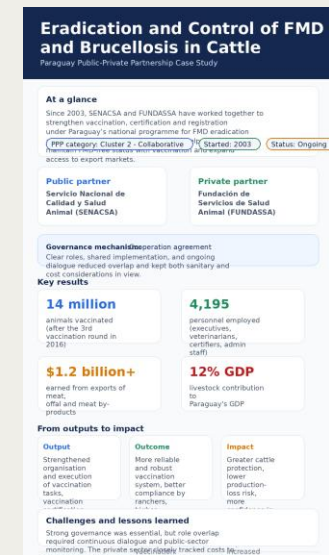 Eradication and Control of FMD
and Brucellosis in Cattle
Paraguay Public-Private Partnership Case Study
At a glance
Since 2003, SENACSA and FUNDASSA have worked together to
strengthen vaccination, certification and registration
under Paraguay's national programme for FMD eradication
PPP category: Cluster 2 - Collaborative
Started: 2003
Status: Ongoing
maintain FMD-free status with vaccination and expand
access to export markets.
Public partner
Servicio Nacional de
Calidad y Salud
Animal (SENACSA)
Private partner
Fundación de
Servicios de Salud
Animal (FUNDASSA)
Governance mechanism: Cooperation agreement
Clear roles, shared implementation, and ongoing
dialogue reduced overlap and kept both sanitary and
cost considerations in view.
Key results
14 million
animals vaccinated
(after the 3rd
vaccination round in
2016)
4,195
personnel employed
(executives,
veterinarians,
certifiers, admin
staff)
$1.2 billion+
earned from exports of
meat,
offal and meat by-
products
12% GDP
livestock contribution
to
Paraguay's GDP
From outputs to impact
Output
Strengthened
organisation
and execution
of vaccination
tasks,
vaccination
Outcome
More reliable
and robust
vaccination
system, better
compliance by
ranchers,
Impact
Greater cattle
protection,
lower
production-
loss risk,
more
Challenges and lessons learned
Strong governance was essential, but role overlap
required continuous dialogue and public-sector
monitoring. The private sector closely tracked costs to